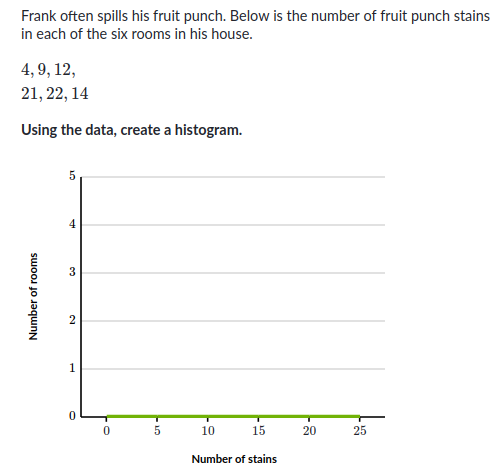 Frank often spills his fruit punch. Below is the number of fruit punch stains
in each of the six rooms in his house.
4, 9, 12,
21, 22, 14
Using the data, create a histogram.
5
4
3
2
1
0
Number of rooms
0 5 10 15 20 25
Number of stains